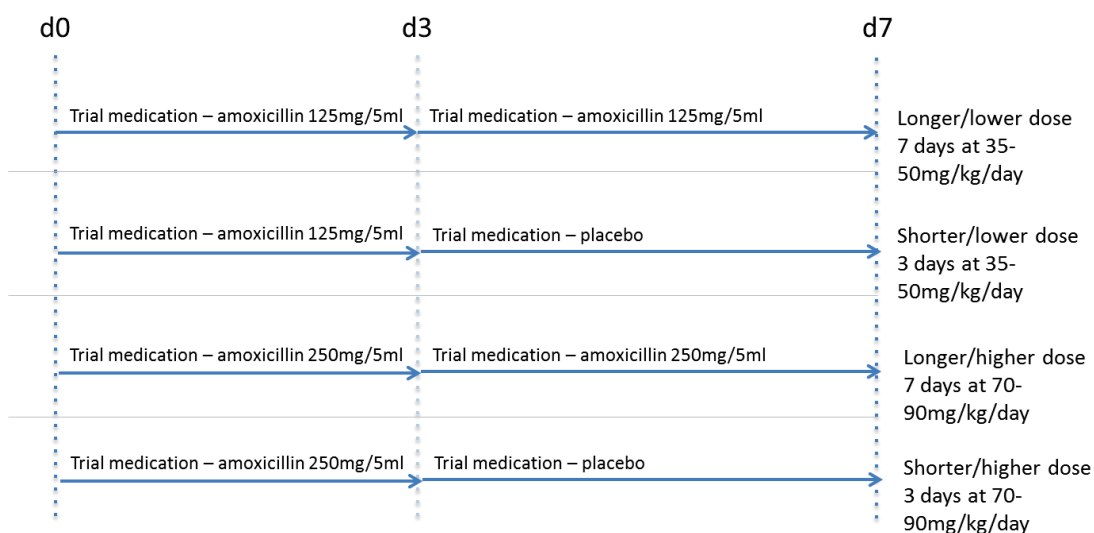 d0 d3 d7
Trial medication – amoxicillin 125mg/5ml
Trial medication – amoxicillin 125mg/5ml
Longer/lower dose
7 days at 35-
50mg/kg/day
Trial medication – amoxicillin 125mg/5ml
Trial medication – placebo
Shorter/lower dose
3 days at 35-
50mg/kg/day
Trial medication – amoxicillin 250mg/5ml
Trial medication – amoxicillin 250mg/5ml
Longer/higher dose
7 days at 70-
90mg/kg/day
Trial medication – amoxicillin 250mg/5ml
Trial medication – placebo
Shorter/higher dose
3 days at 70-
90mg/kg/day